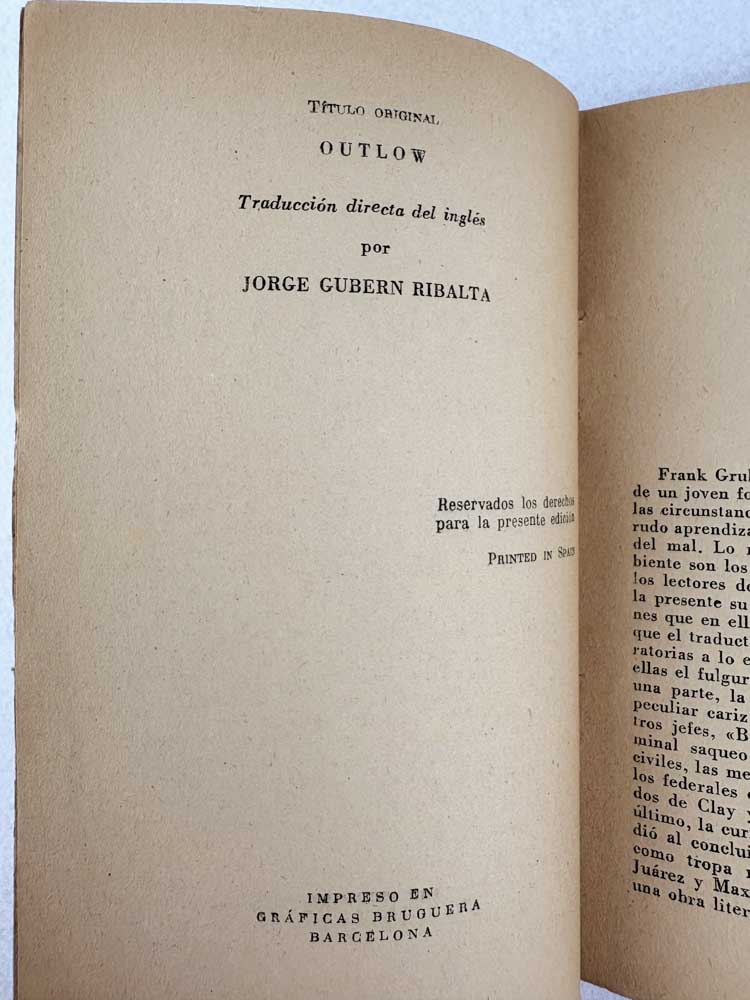 TÍTULO ORIGINAL
OUTLOW
Traducción directa del inglés
por
JORGE GUBERN RIBALTA
Reservados los derechos
para la presente edición
PRINTED IN SPAIN
IMPRESO EN
GRÁFICAS BRUGUERA
BARCELONA
Frank
de un joven
las
rudo
del mal. Lo
biente son los
los lectores
la presente su
nes que en
que el
ratorias a lo
ellas el
una parte, la
peculiar cariz
tros jefes,
minal saqueo
civiles, las
los federales
dos de Clay y
último, la
dió al
como tropa
Juárez y
una obra